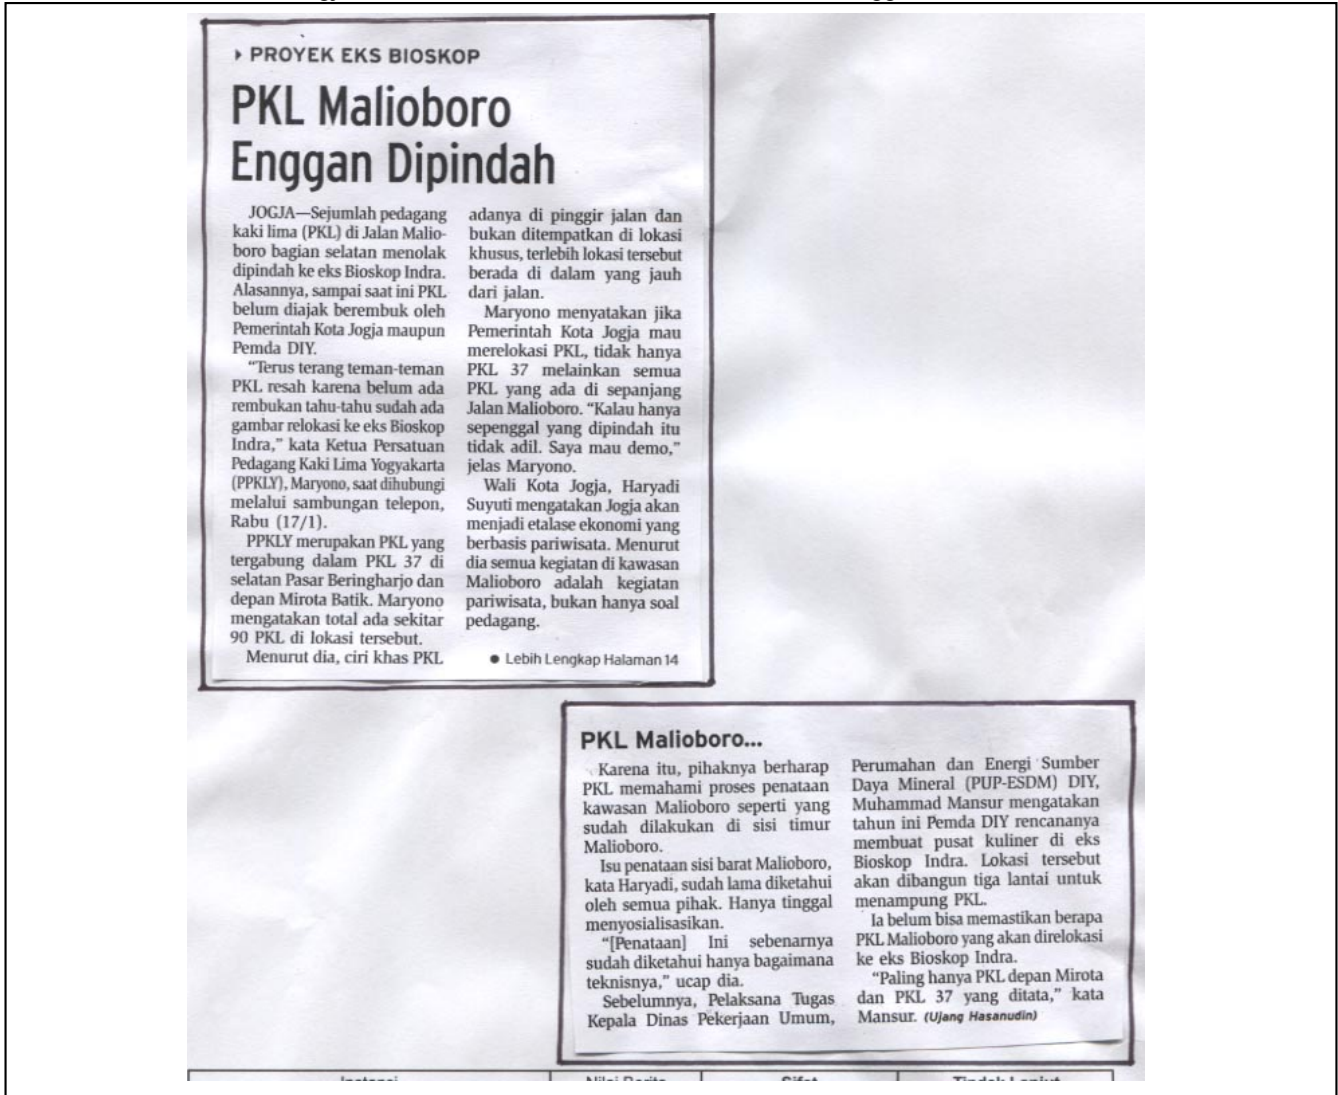 ▸ PROYEK EKS BIOSKOP
PKL Malioboro
Enggan Dipindah
JOGJA—Sejumlah pedagang
kaki lima (PKL) di Jalan Malio-
boro bagian selatan menolak
dipindah ke eks Bioskop Indra.
Alasannya, sampai saat ini PKL
belum diajak berembuk oleh
Pemerintah Kota Jogja maupun
Pemda DIY.
"Terus terang teman-teman
PKL resah karena belum ada
rembukan tahu-tahu sudah ada
gambar relokasi ke eks Bioskop
Indra," kata Ketua Persatuan
Pedagang Kaki Lima Yogyakarta
(PPKLY), Maryono, saat dihubungi
melalui sambungan telepon,
Rabu (17/1).
PPKLY merupakan PKL yang
tergabung dalam PKL 37 di
selatan Pasar Beringharjo dan
depan Mirota Batik. Maryono
mengatakan total ada sekitar
90 PKL di lokasi tersebut.
Menurut dia, ciri khas PKL
adanya di pinggir jalan dan
bukan ditempatkan di lokasi
khusus, terlebih lokasi tersebut
berada di dalam yang jauh
dari jalan.
Maryono menyatakan jika
Pemerintah Kota Jogja mau
merelokasi PKL, tidak hanya
PKL 37 melainkan semua
PKL yang ada di sepanjang
Jalan Malioboro. "Kalau hanya
sepenggal yang dipindah itu
tidak adil. Saya mau demo,"
jelas Maryono.
Wali Kota Jogja, Haryadi
Suyuti mengatakan Jogja akan
menjadi etalase ekonomi yang
berbasis pariwisata. Menurut
dia semua kegiatan di kawasan
Malioboro adalah kegiatan
pariwisata, bukan hanya soal
pedagang.
● Lebih Lengkap Halaman 14
PKL Malioboro...
Karena itu, pihaknya berharap
PKL memahami proses penataan
kawasan Malioboro seperti yang
sudah dilakukan di sisi timur
Malioboro.
Isu penataan sisi barat Malioboro,
kata Haryadi, sudah lama diketahui
oleh semua pihak. Hanya tinggal
menyosialisasikan.
"[Penataan] Ini sebenarnya
sudah diketahui hanya bagaimana
teknisnya," ucap dia.
Sebelumnya, Pelaksana Tugas
Kepala Dinas Pekerjaan Umum,
Perumahan dan Energi Sumber
Daya Mineral (PUP-ESDM) DIY,
Muhammad Mansur mengatakan
tahun ini Pemda DIY rencananya
membuat pusat kuliner di eks
Bioskop Indra. Lokasi tersebut
akan dibangun tiga lantai untuk
menampung PKL.
Ia belum bisa memastikan berapa
PKL Malioboro yang akan direlokasi
ke eks Bioskop Indra.
"Paling hanya PKL depan Mirota
dan PKL 37 yang ditata," kata
Mansur. (Ujang Hasanudin)